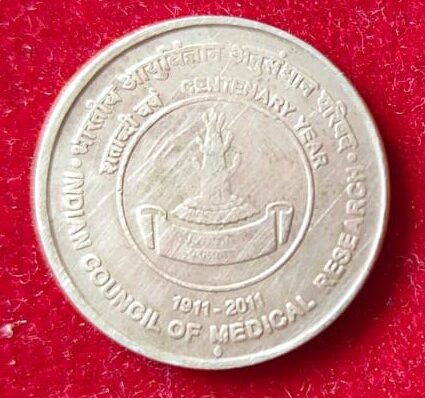 भारतीय आयुर्विज्ञान अनुसंधान परिषद
शताब्दी वर्ष CENTENARY YEAR
1911-2011
INDIAN COUNCIL OF MEDICAL RESEARCH